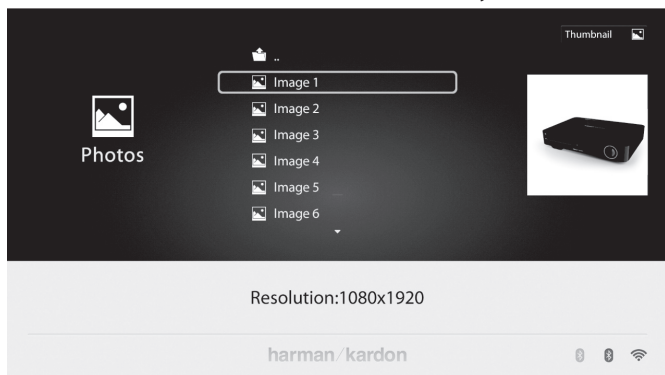 Thumbnail
..
Image 1
Image 2
Image 3
Image 4
Image 5
Image 6
Photos
Resolution:1080x1920
harman/kardon